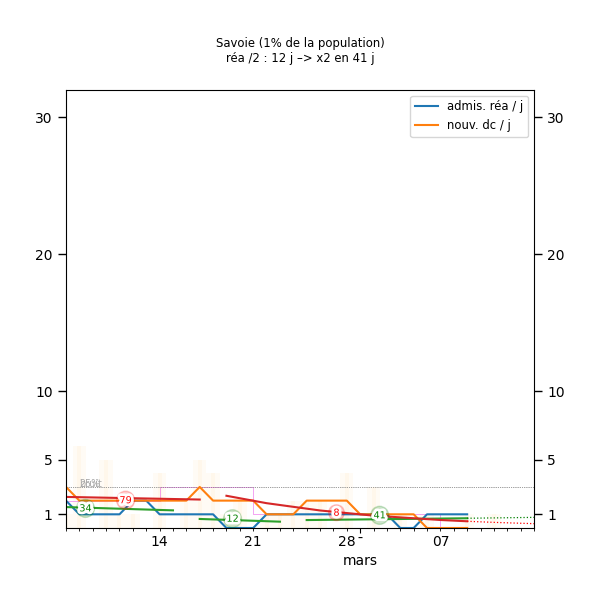 Savoie (1% de la population)
réa /2 : 12 j –> x2 en 41 j
admis. réa / j
nouv. dc / j
30 30
20 20
10 10
5 5
1 1
34 79 12 8 41
14 21 28 07
mars